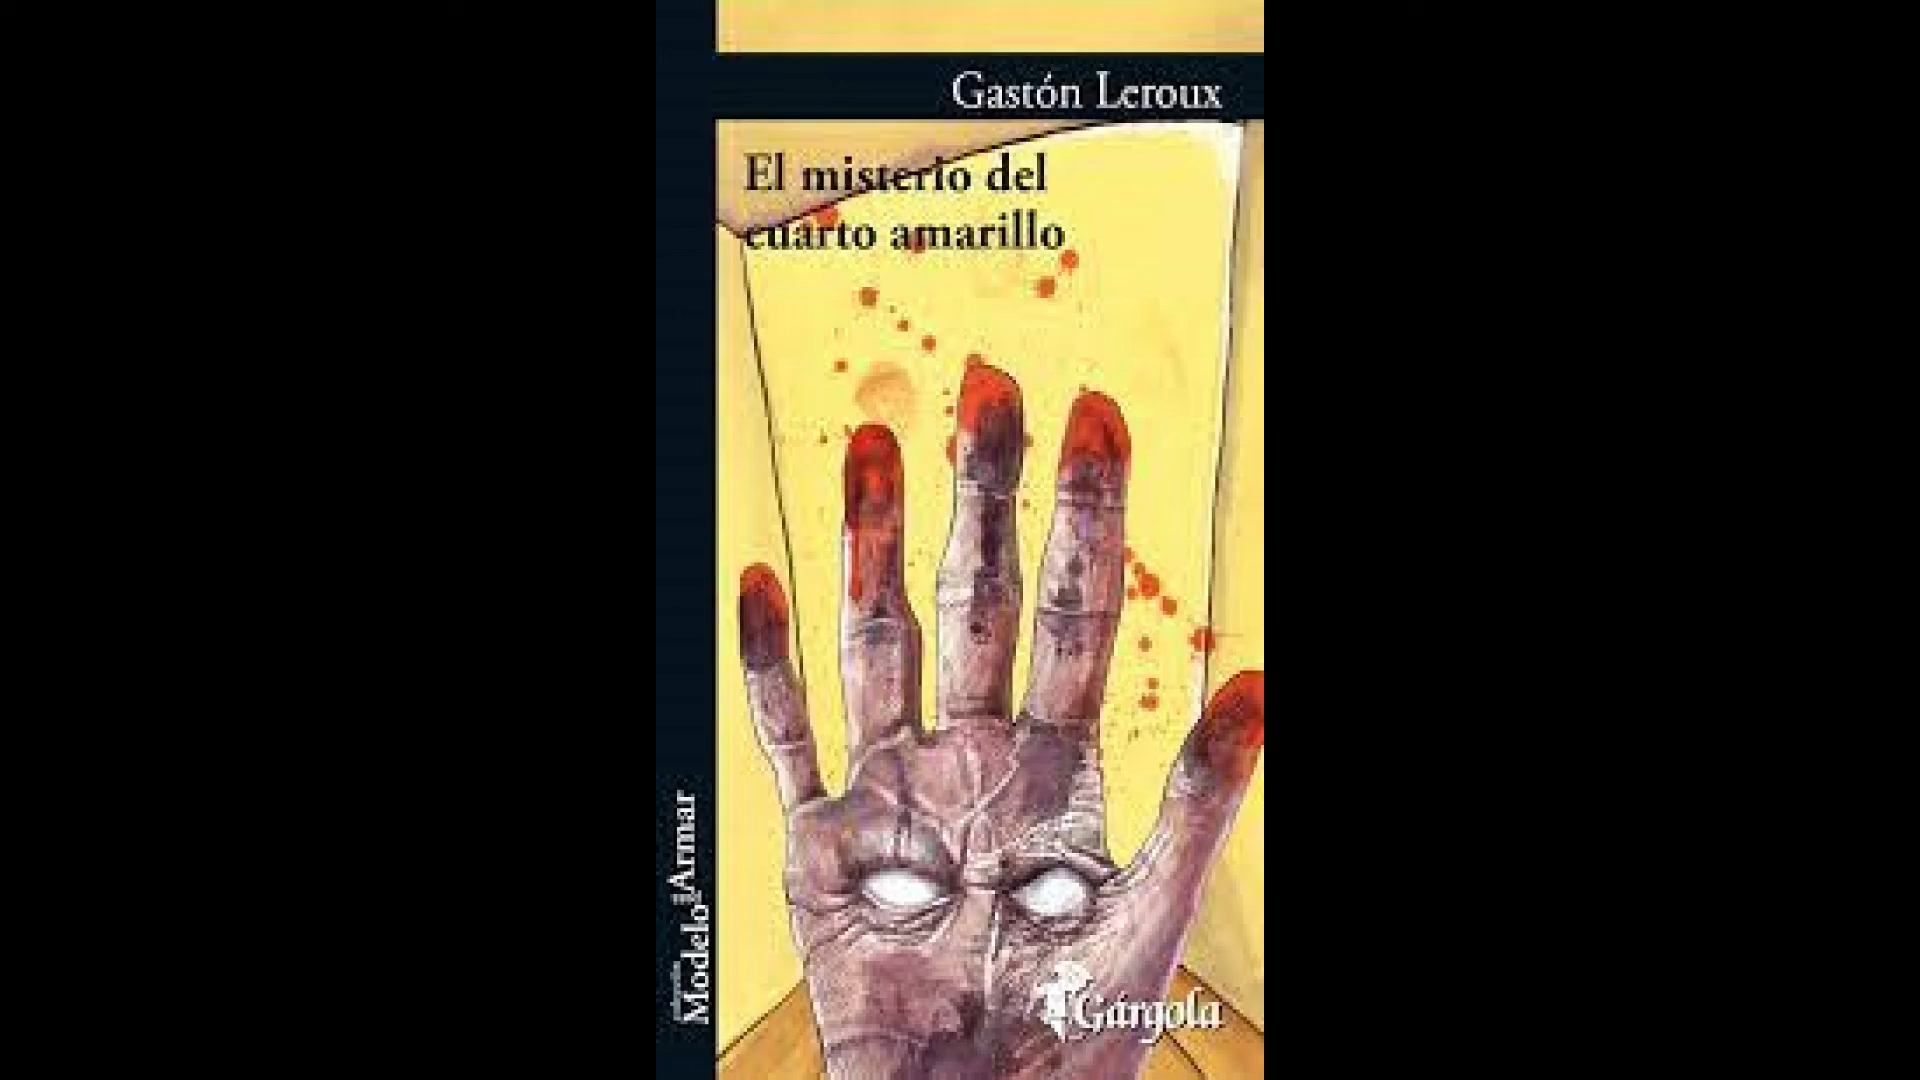 Gastón Leroux
El misterio del
cuarto amarillo
Modelo para Armar
Gárgola